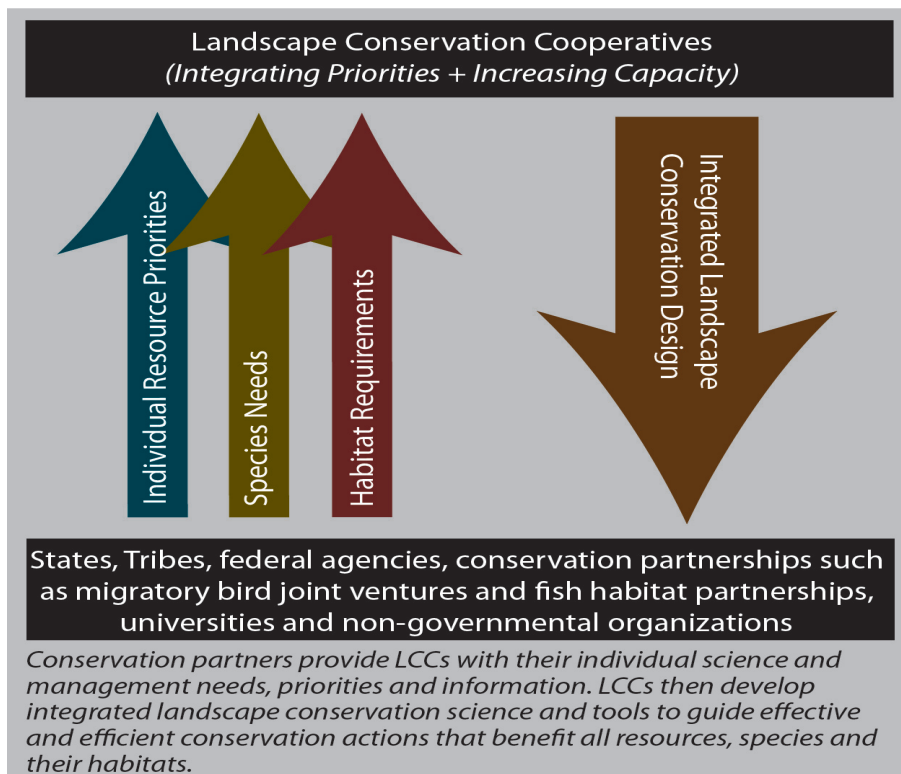 Landscape Conservation Cooperatives
(Integrating Priorities + Increasing Capacity)
Individual Resource Priorities
Species Needs
Habitat Requirements
Integrated Landscape
Conservation Design
States, Tribes, federal agencies, conservation partnerships such
as migratory bird joint ventures and fish habitat partnerships,
universities and non-governmental organizations
Conservation partners provide LCCs with their individual science and
management needs, priorities and information. LCCs then develop
integrated landscape conservation science and tools to guide effective
and efficient conservation actions that benefit all resources, species and
their habitats.